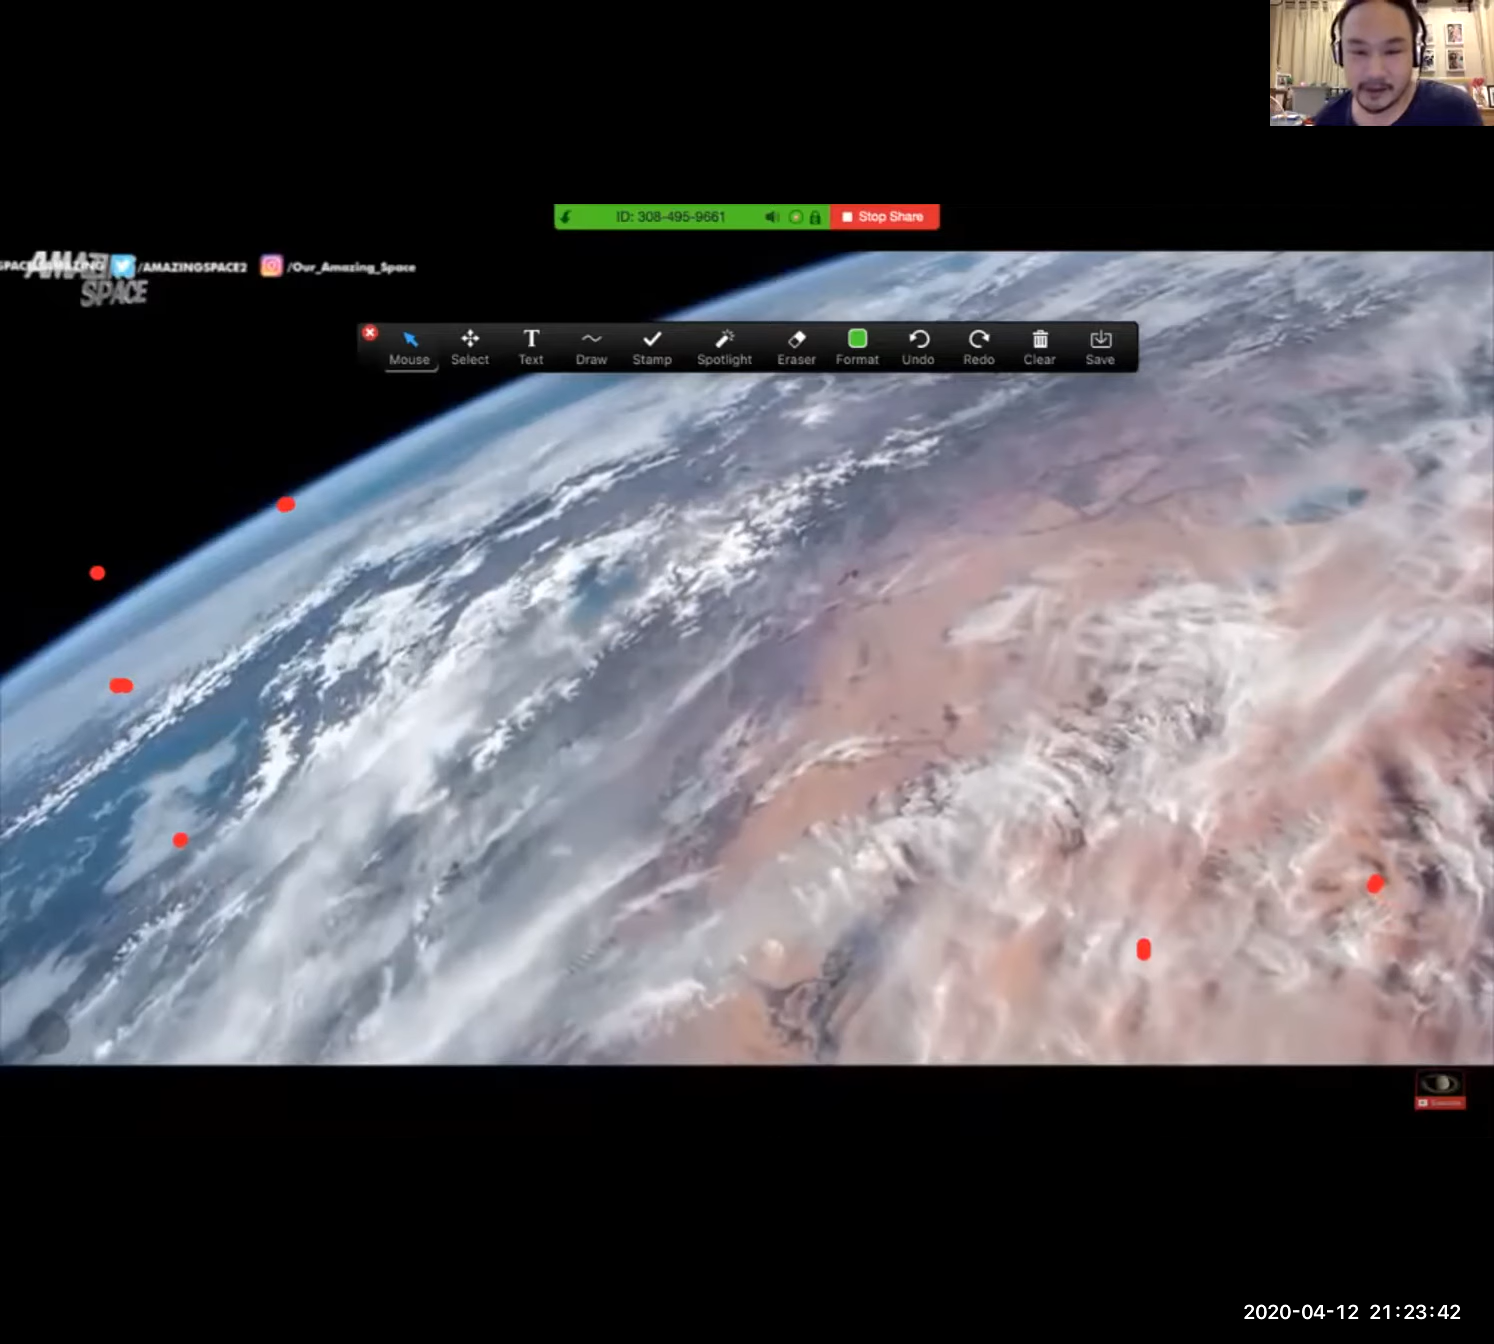 ID: 308-495-9661 Stop Share
/AMAZINGSPACE2 /Our_Amazing_Space
SPACE
Mouse Select Text Draw Stamp Spotlight Eraser Format Undo Redo Clear Save
2020-04-12 21:23:42